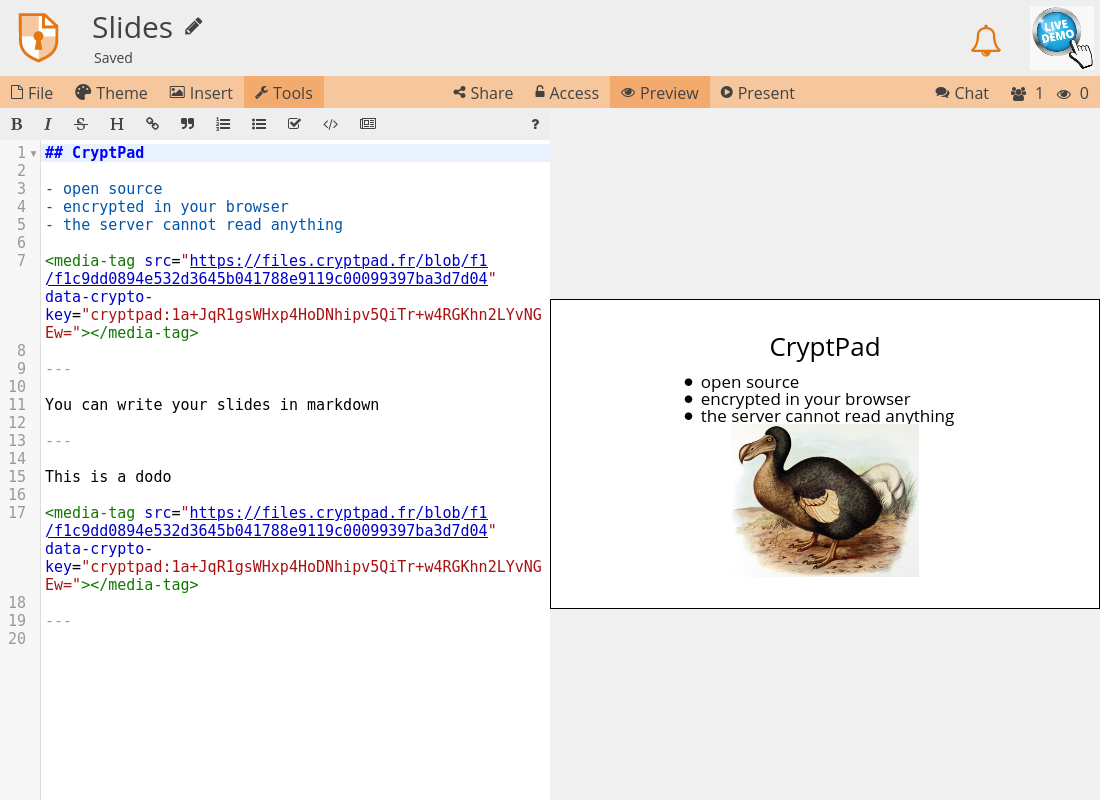 Slides
Saved
LIVE DEMO
File Theme Insert Tools Share Access Preview Present Chat 1 0
B I S H ?
1 ## CryptPad
2
3 - open source
4 - encrypted in your browser
5 - the server cannot read anything
6
7 <media-tag src="https://files.cryptpad.fr/blob/f1
/f1c9dd0894e532d3645b041788e9119c00099397ba3d7d04"
data-crypto-
key="cryptpad:1a+JqR1gsWHxp4HoDNhipv5QiTr+w4RGKhn2LYvNG
Ew="></media-tag>
8
9 ---
10
11 You can write your slides in markdown
12
13 ---
14
15 This is a dodo
16
17 <media-tag src="https://files.cryptpad.fr/blob/f1
/f1c9dd0894e532d3645b041788e9119c00099397ba3d7d04"
data-crypto-
key="cryptpad:1a+JqR1gsWHxp4HoDNhipv5QiTr+w4RGKhn2LYvNG
Ew="></media-tag>
18
19 ---
20
CryptPad
● open source
● encrypted in your browser
● the server cannot read anything